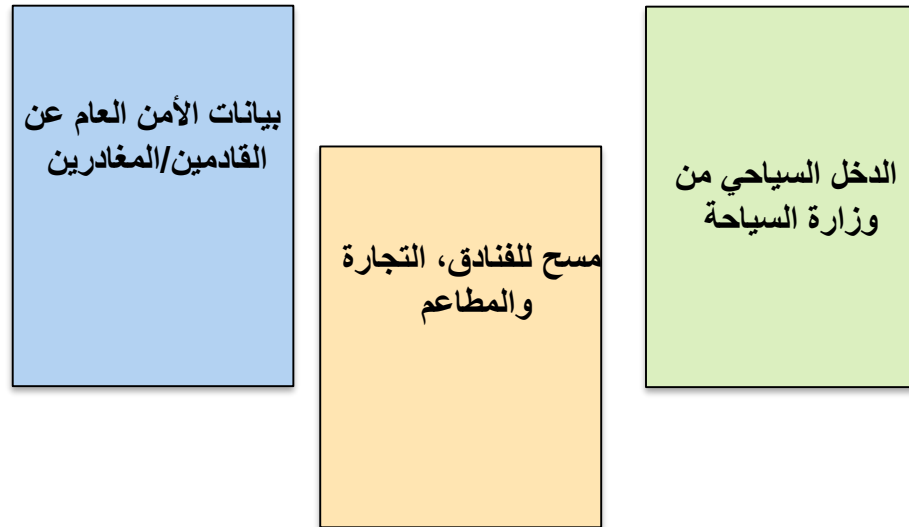 الدخل السياحي من
وزارة السياحة
مسح للفنادق، التجارة
والمطاعم
بيانات الأمن العام عن
القادمين/المغادرين